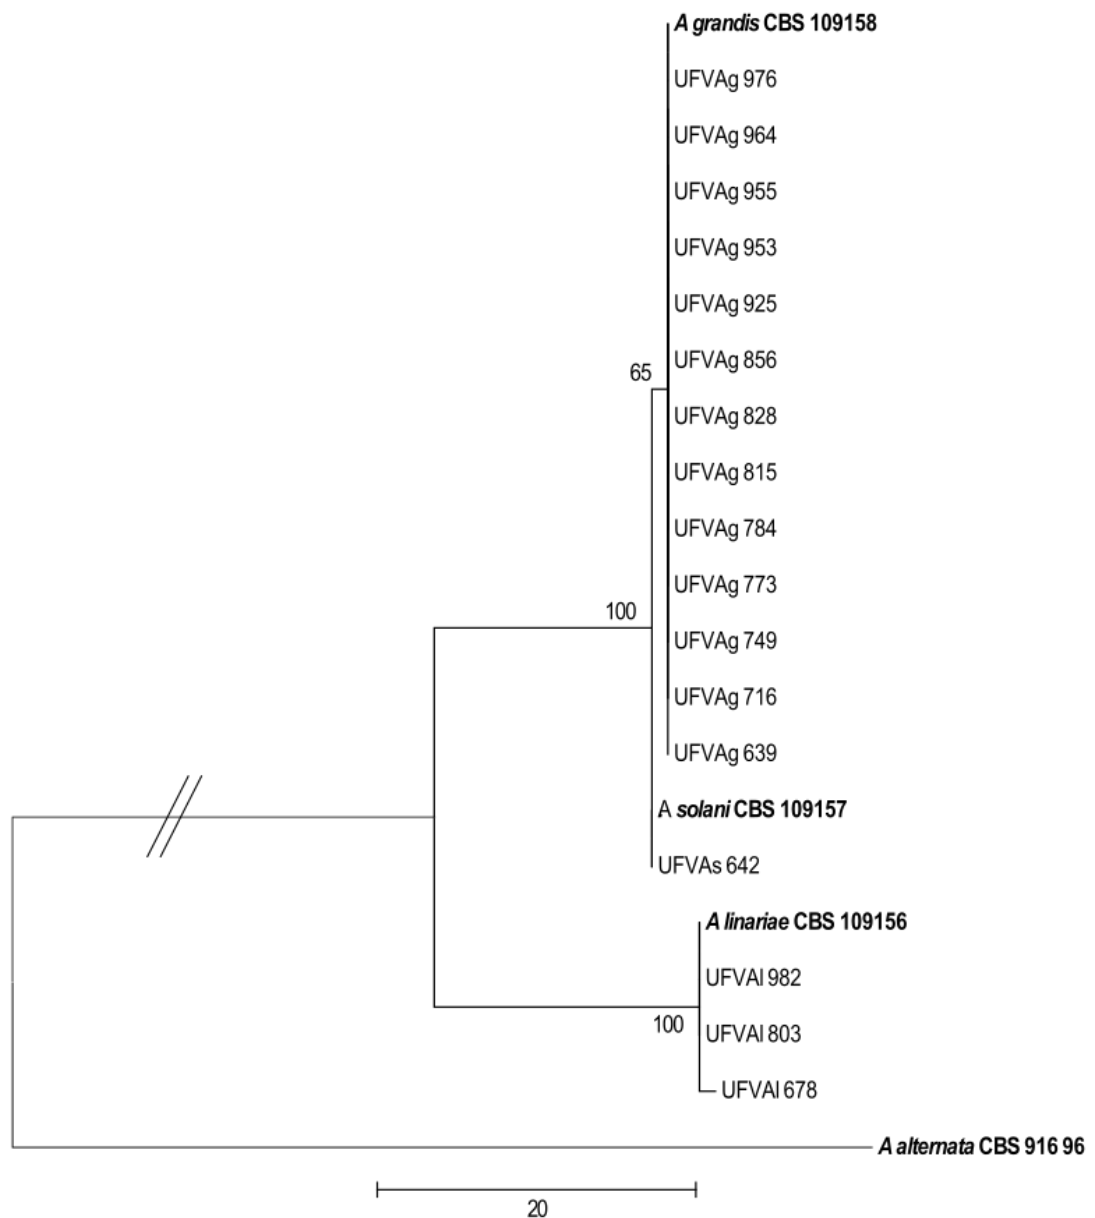 A grandis CBS 109158
UFVAg 976
UFVAg 964
UFVAg 955
UFVAg 953
UFVAg 925
UFVAg 856
65
UFVAg 828
UFVAg 815
UFVAg 784
UFVAg 773
100
UFVAg 749
UFVAg 716
UFVAg 639
A solani CBS 109157
UFVAs 642
A linariae CBS 109156
UFVAl 982
100
UFVAl 803
UFVAl 678
A alternata CBS 916 96
20